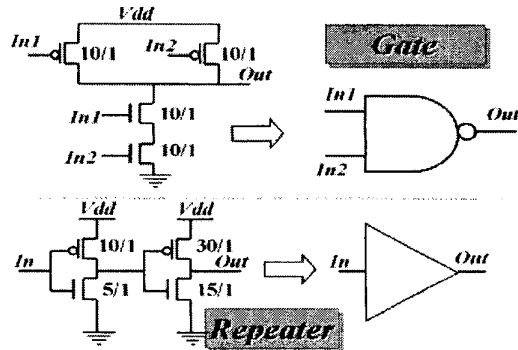 Vdd
In1 10/1 In2 10/1 Gate
Out
In1 10/1 In1 Out
In2 10/1 In2
Vdd Vdd
10/1 30/1
In Out In Out
5/1 15/1
Repeater